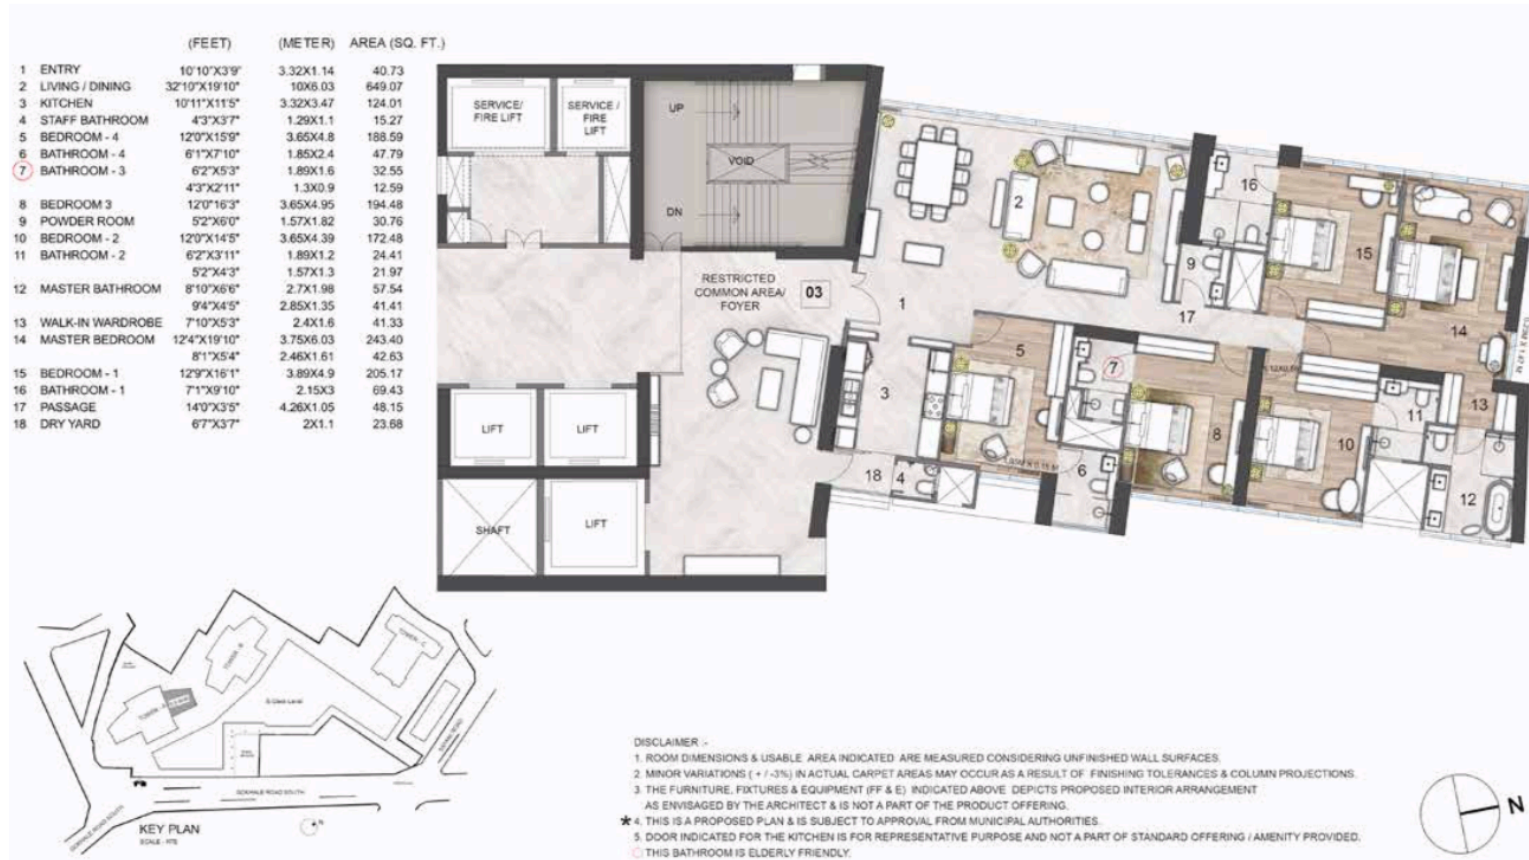 (FEET) (METER) AREA (SQ. FT.)
1 ENTRY 10'10"X3'9" 3.32X1.14 40.73
2 LIVING / DINING 32'10"X19'10" 10X6.03 649.07
3 KITCHEN 10'11"X11'5" 3.32X3.47 124.01
4 STAFF BATHROOM 4'3"X3'7" 1.29X1.1 15.27
5 BEDROOM - 4 12'0"X15'9" 3.65X4.8 188.59
6 BATHROOM - 4 6'1"X7'10" 1.85X2.4 47.79
7 BATHROOM - 3 6'2"X5'3" 1.89X1.6 32.55
4'3"X2'11" 1.3X0.9 12.59
8 BEDROOM 3 12'0"16'3" 3.65X4.95 194.48
9 POWDER ROOM 5'2"X6'0" 1.57X1.82 30.76
10 BEDROOM - 2 12'0"X14'5" 3.65X4.39 172.48
11 BATHROOM - 2 6'2"X3'11" 1.89X1.2 24.41
5'2"X4'3" 1.57X1.3 21.97
12 MASTER BATHROOM 8'10"X6'6" 2.7X1.98 57.54
9'4"X4'5" 2.85X1.35 41.41
13 WALK-IN WARDROBE 7'10"X5'3" 2.4X1.6 41.33
14 MASTER BEDROOM 12'4"X19'10" 3.75X6.03 243.40
8'1"X5'4" 2.46X1.61 42.63
15 BEDROOM - 1 12'9"X16'1" 3.89X4.9 205.17
16 BATHROOM - 1 7'1"X9'10" 2.15X3 69.43
17 PASSAGE 14'0"X3'5" 4.26X1.05 48.15
18 DRY YARD 6'7"X3'7" 2X1.1 23.68
SERVICE/
FIRE LIFT
SERVICE /
FIRE
LIFT
UP
VOID
DN
RESTRICTED
COMMON AREA/
FOYER
03
1
2
3
4
5
6
7
8
9
10
11
12
13
14
15
16
17
18
LIFT
LIFT
SHAFT
LIFT
TOWER - B
TOWER - C
GOKHALE ROAD SOUTH
GOKHALE ROAD SOUTH
KEY PLAN
SCALE - NTS
N
DISCLAIMER :-
1. ROOM DIMENSIONS & USABLE AREA INDICATED ARE MEASURED CONSIDERING UNFINISHED WALL SURFACES.
2. MINOR VARIATIONS ( + / -3%) IN ACTUAL CARPET AREAS MAY OCCUR AS A RESULT OF FINISHING TOLERANCES & COLUMN PROJECTIONS.
3. THE FURNITURE, FIXTURES & EQUIPMENT (FF & E) INDICATED ABOVE DEPICTS PROPOSED INTERIOR ARRANGEMENT
AS ENVISAGED BY THE ARCHITECT & IS NOT A PART OF THE PRODUCT OFFERING.
* 4. THIS IS A PROPOSED PLAN & IS SUBJECT TO APPROVAL FROM MUNICIPAL AUTHORITIES.
5. DOOR INDICATED FOR THE KITCHEN IS FOR REPRESENTATIVE PURPOSE AND NOT A PART OF STANDARD OFFERING / AMENITY PROVIDED.
THIS BATHROOM IS ELDERLY FRIENDLY.
N